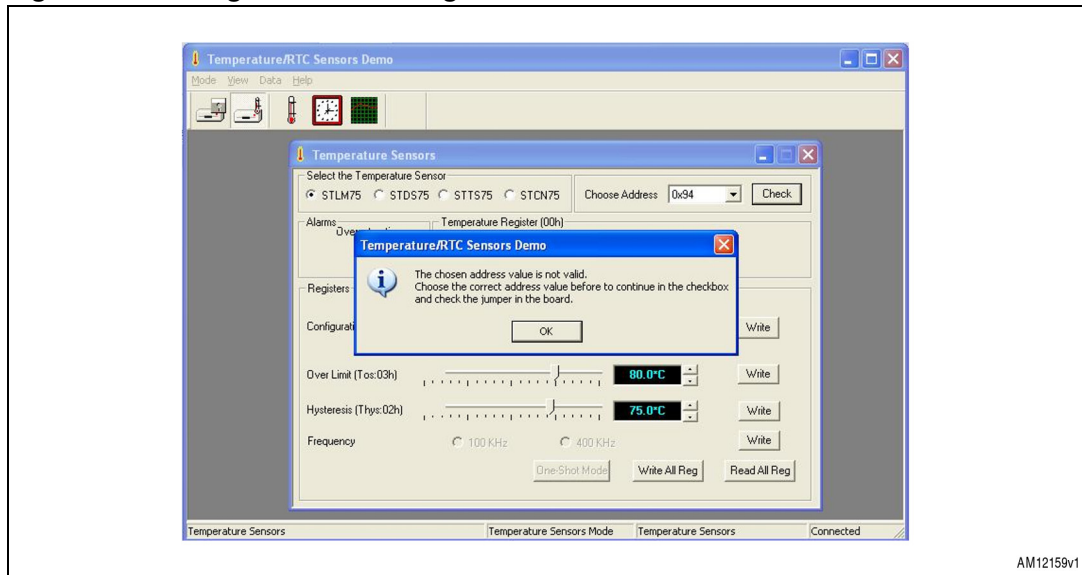 Temperature/RTC Sensors Demo
Mode View Data Help
Temperature Sensors
Select the Temperature Sensor
STLM75 STDS75 STTS75 STCN75 Choose Address 0x94 Check
Alarms Temperature Register (00h)
Temperature/RTC Sensors Demo
The chosen address value is not valid.
Choose the correct address value before to continue in the checkbox
and check the jumper in the board.
Registers
OK
Write
Over Limit (Tos:03h) 80.0°C Write
Hysteresis (Thys:02h) 75.0°C Write
Frequency 100 KHz 400 KHz Write
One-Shot Mode Write All Reg Read All Reg
Temperature Sensors Temperature Sensors Mode Temperature Sensors Connected
AM12159v1